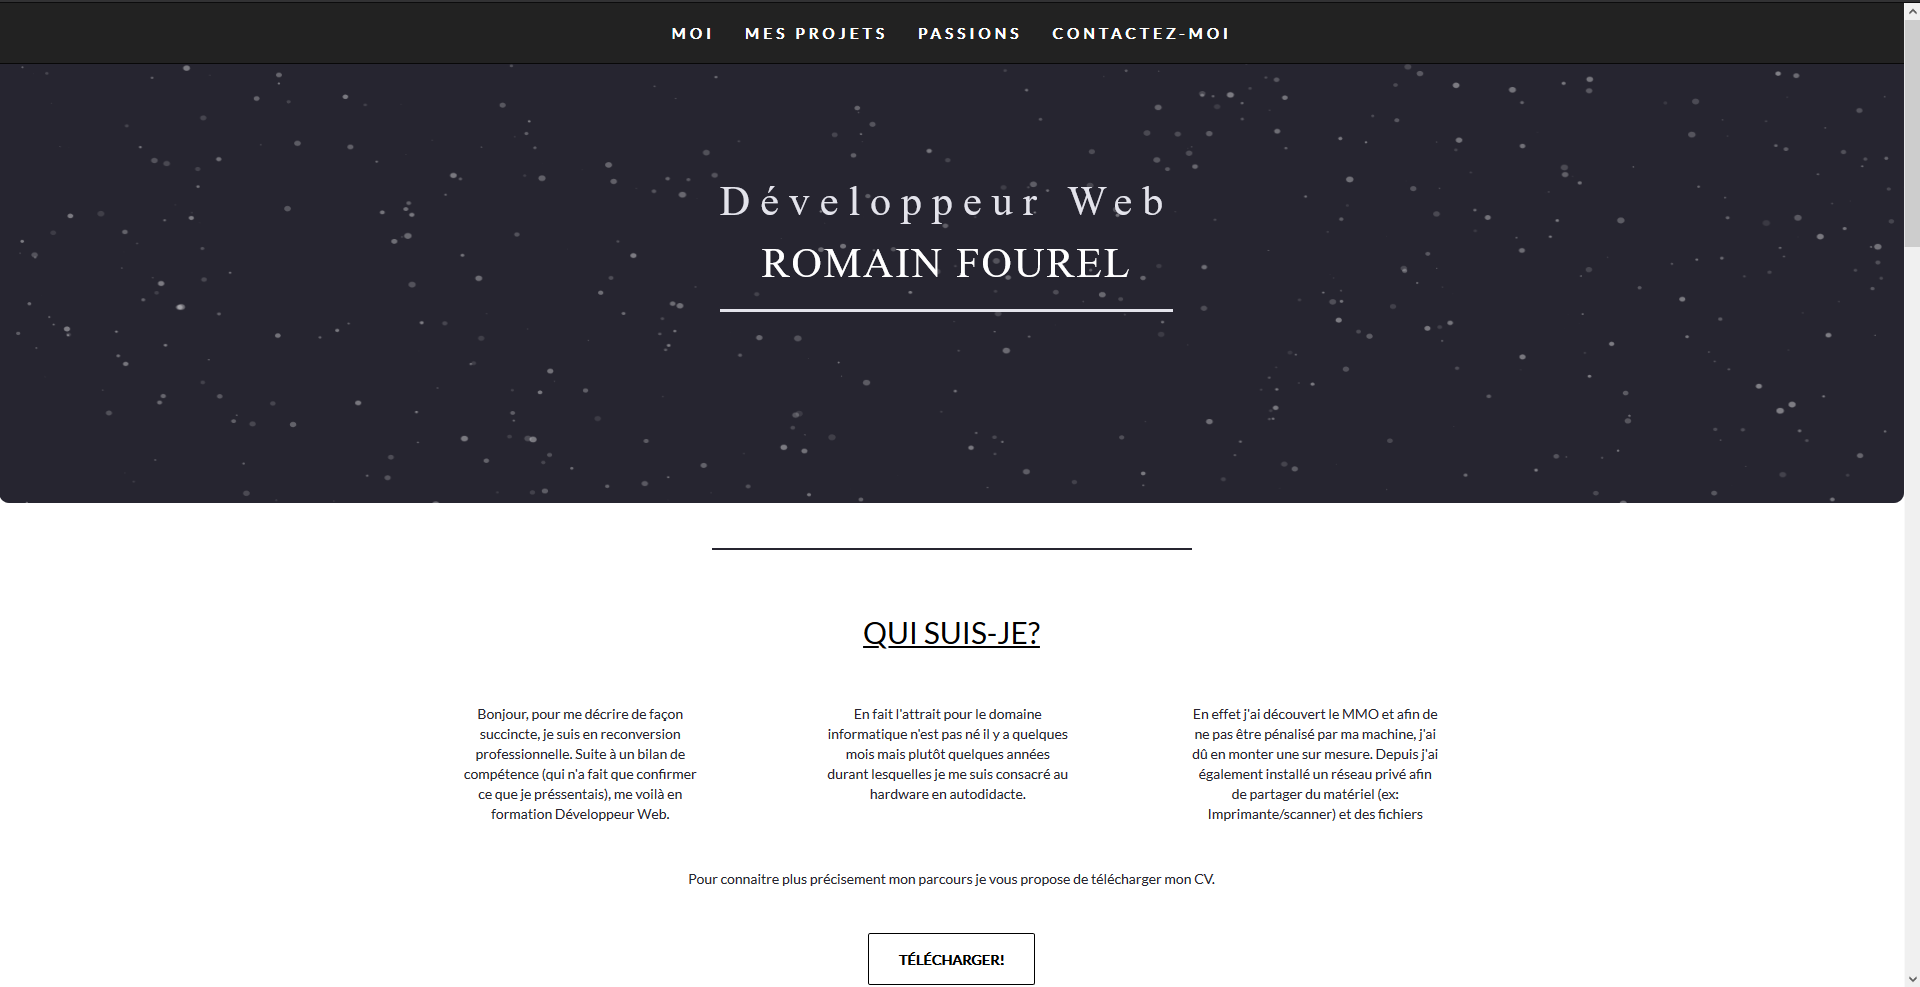 MOI MES PROJETS PASSIONS CONTACTEZ-MOI
Développeur Web
ROMAIN FOUREL
QUI SUIS-JE?
Bonjour, pour me décrire de façon
succincte, je suis en reconversion
professionnelle. Suite à un bilan de
compétence (qui n'a fait que confirmer
ce que je préssentais), me voilà en
formation Développeur Web.
En fait l'attrait pour le domaine
informatique n'est pas né il y a quelques
mois mais plutôt quelques années
durant lesquelles je me suis consacré au
hardware en autodidacte.
En effet j'ai découvert le MMO et afin de
ne pas être pénalisé par ma machine, j'ai
dû en monter une sur mesure. Depuis j'ai
également installé un réseau privé afin
de partager du matériel (ex:
Imprimante/scanner) et des fichiers
Pour connaitre plus précisement mon parcours je vous propose de télécharger mon CV.
TÉLÉCHARGER!